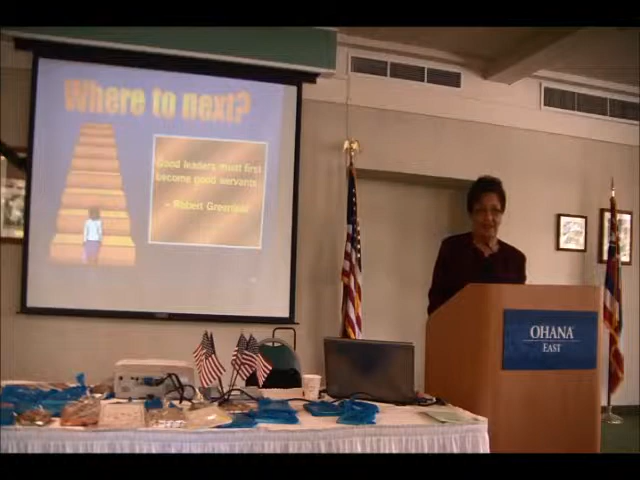 Where to next?
Good leaders must first
become good servants
~ Robert Greenleaf
OHANA
EAST